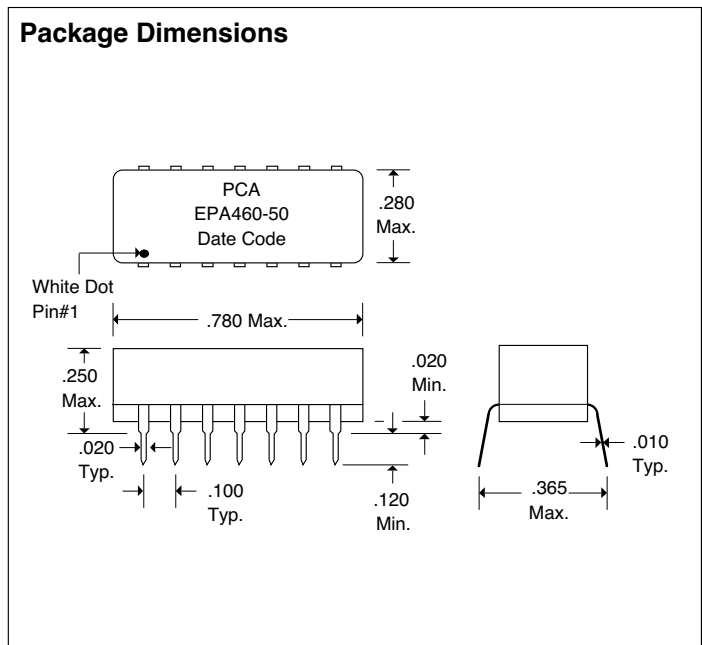 Package Dimensions
PCA
EPA460-50
Date Code
.280
Max.
White Dot
Pin#1
.780 Max.
.250
Max.
.020
Min.
.020
Typ.
.100
Typ.
.120
Min.
.010
Typ.
.365
Max.